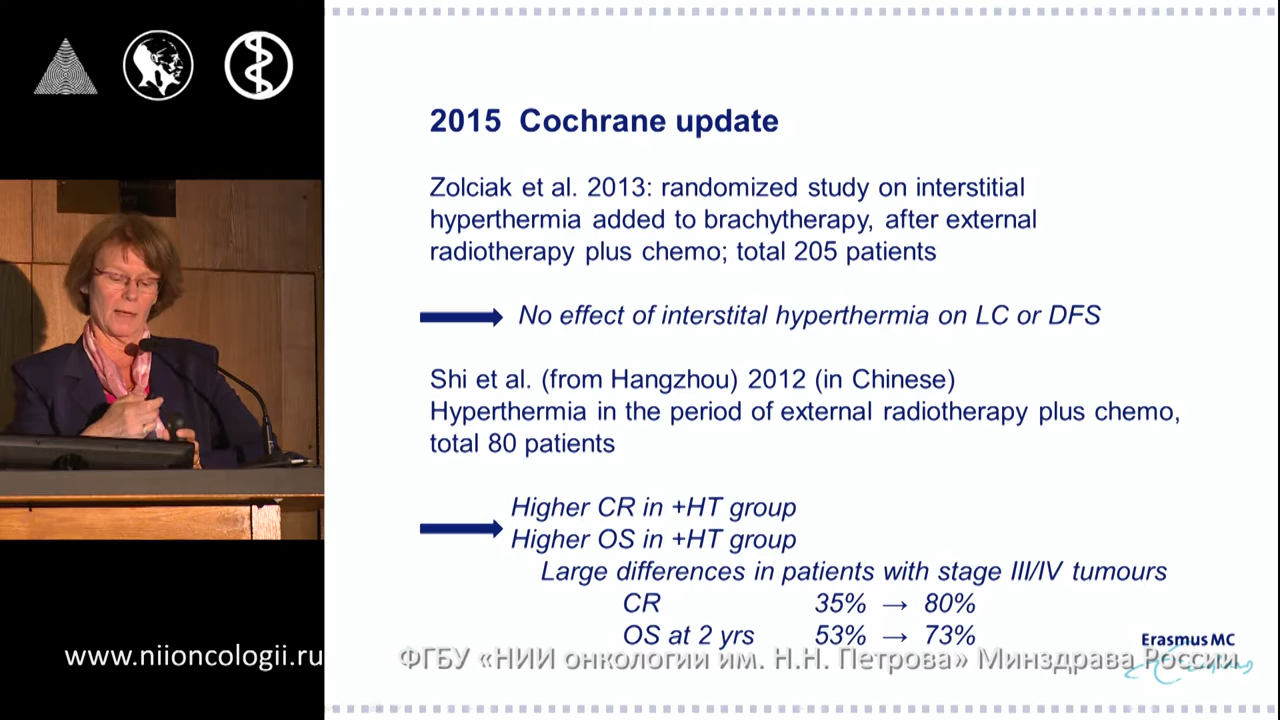 2015 Cochrane update
Zolciak et al. 2013: randomized study on interstitial
hyperthermia added to brachytherapy, after external
radiotherapy plus chemo; total 205 patients
No effect of interstital hyperthermia on LC or DFS
Shi et al. (from Hangzhou) 2012 (in Chinese)
Hyperthermia in the period of external radiotherapy plus chemo,
total 80 patients
Higher CR in +HT group
Higher OS in +HT group
Large differences in patients with stage III/IV tumours
CR 35% → 80%
OS at 2 yrs 53% → 73%
Erasmus MC
www.niioncologii.ru
ФГБУ «НИИ онкологии им. Н.Н. Петрова» Минздрава России